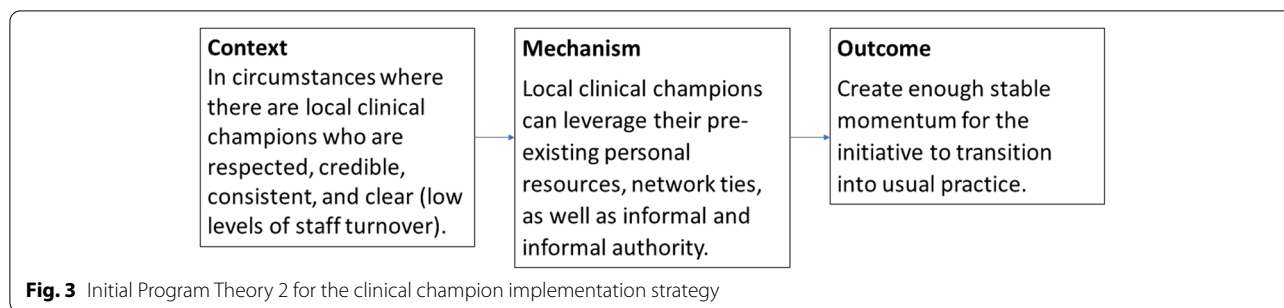 Context
In circumstances where
there are local clinical
champions who are
respected, credible,
consistent, and clear (low
levels of staff turnover).
Mechanism
Local clinical champions
can leverage their pre-
existing personal
resources, network ties,
as well as informal and
informal authority.
Outcome
Create enough stable
momentum for the
initiative to transition
into usual practice.
Fig. 3 Initial Program Theory 2 for the clinical champion implementation strategy